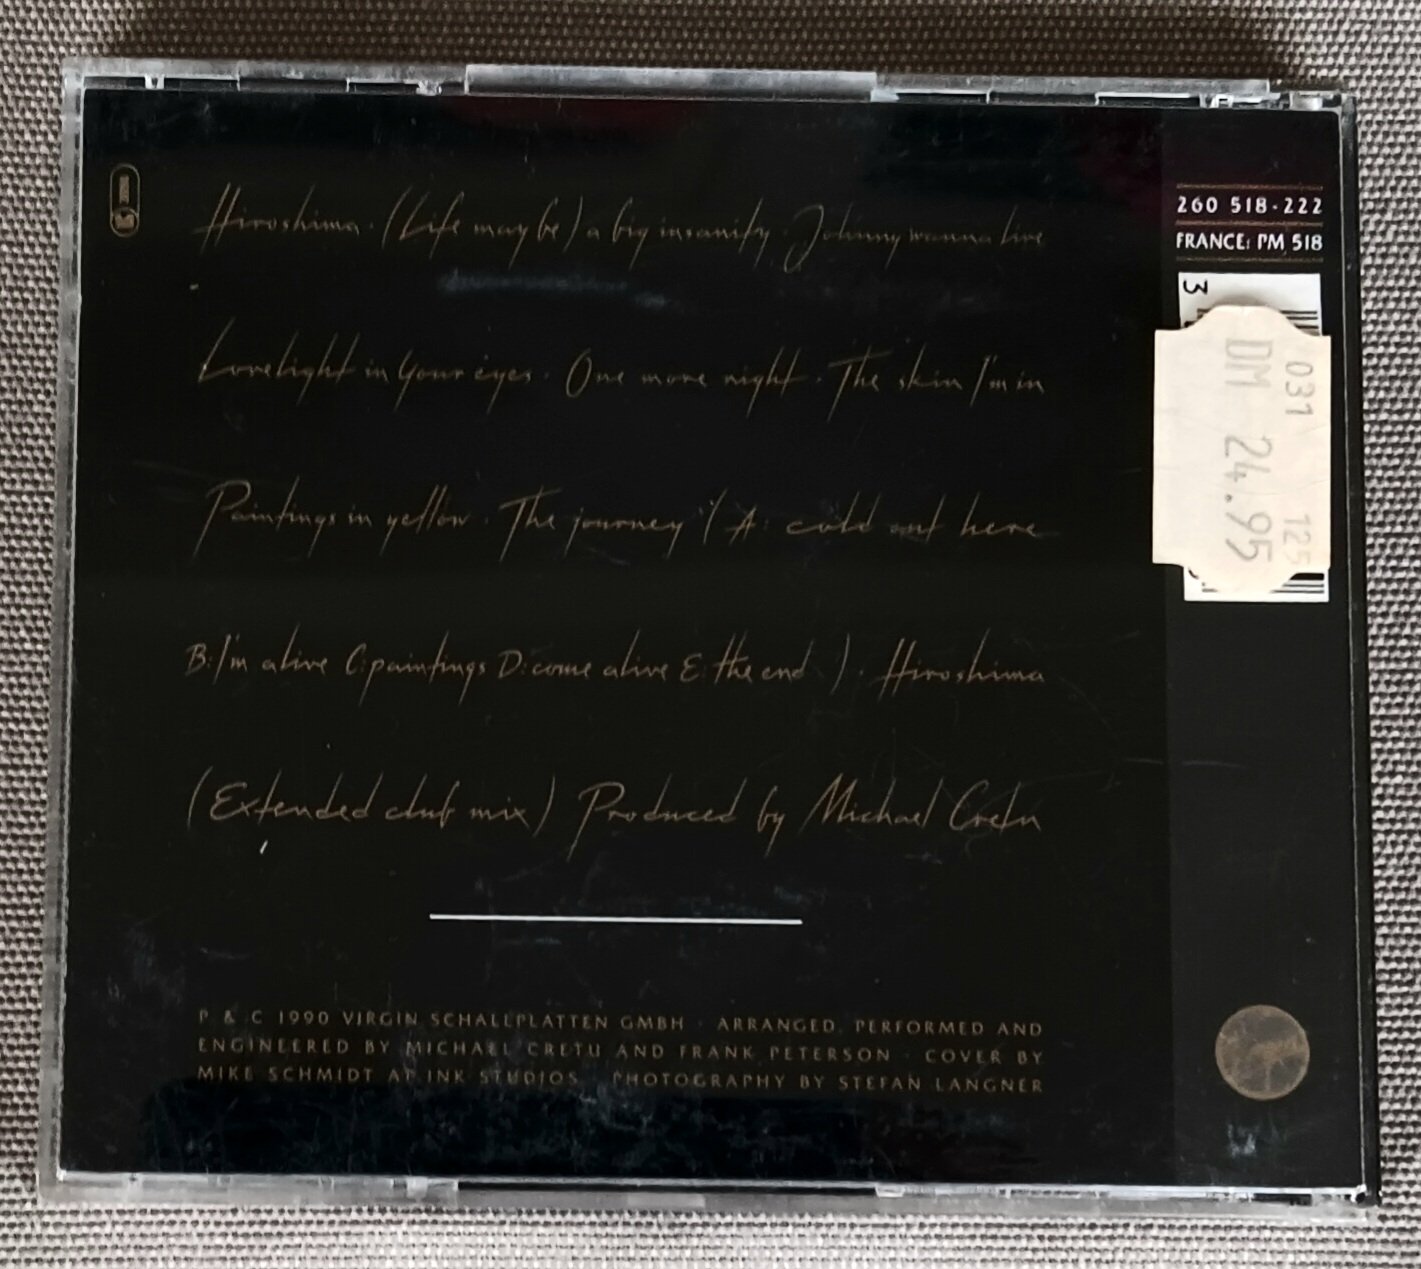 Hiroshima · (Life may be) a big insanity · Johnny wanna live
Lovelight in your eyes · One more night · The skin I'm in
Paintings in yellow · The journey (A: cold out here
B: I'm alive C: paintings D: come alive E: the end ) · Hiroshima
(Extended club mix) Produced by Michael Cretu
P & C 1990 VIRGIN SCHALLPLATTEN GMBH · ARRANGED, PERFORMED AND
ENGINEERED BY MICHAEL CRETU AND FRANK PETERSON · COVER BY
MIKE SCHMIDT AT INK STUDIOS · PHOTOGRAPHY BY STEFAN LANGNER
260 518-222
FRANCE: PM 518
3
031 125
DM 24.95